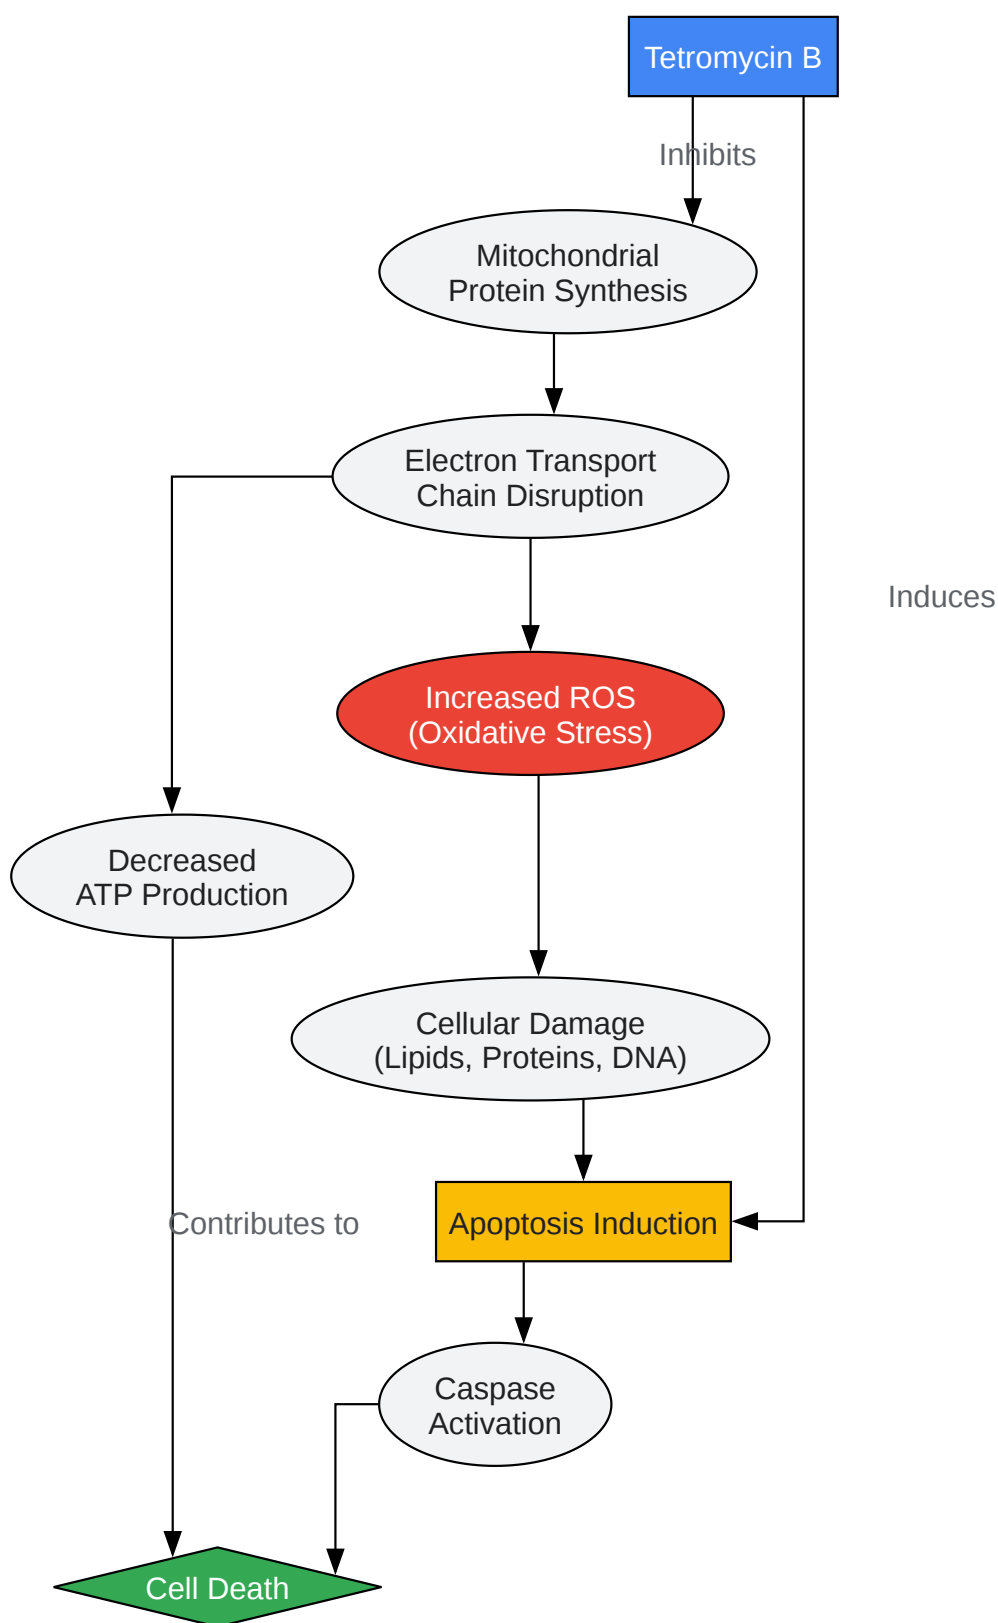 Tetromycin B
Inhibits
Mitochondrial
Protein Synthesis
Electron Transport
Chain Disruption
Induces
Increased ROS
(Oxidative Stress)
Decreased
ATP Production
Cellular Damage
(Lipids, Proteins, DNA)
Contributes to
Apoptosis Induction
Caspase
Activation
Cell Death